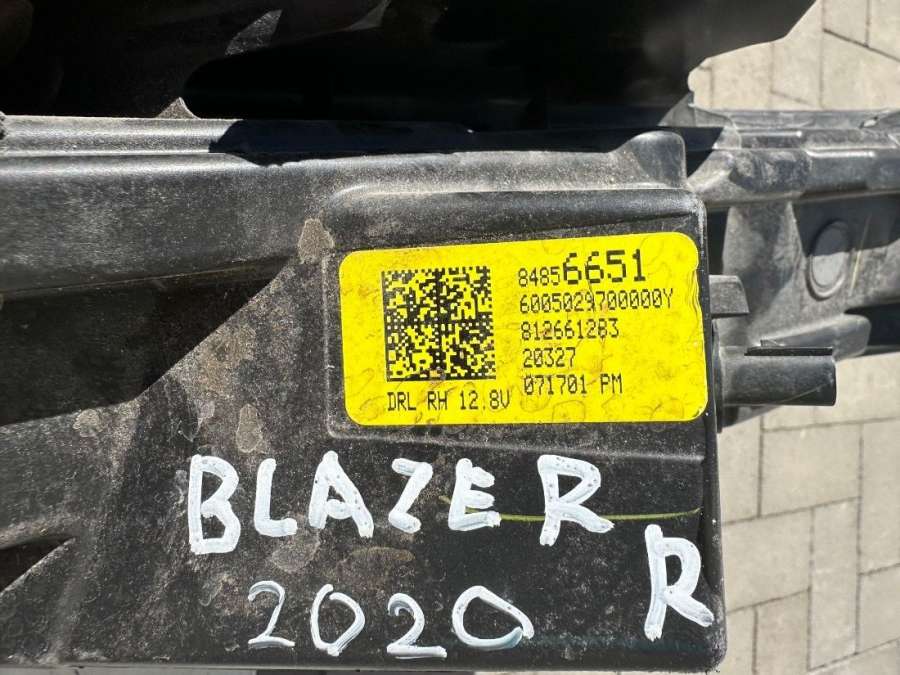 84856651
6005029700000Y
812661283
20327
071701 PM
DRL RH 12.8V
BLAZER
R
2020